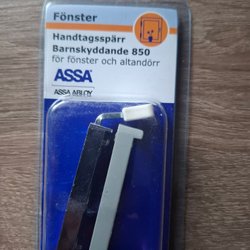 Fönster
Handtagsspärr
Barnskyddande 850
för fönster och altandörr
ASSA
ASSA ABLOY